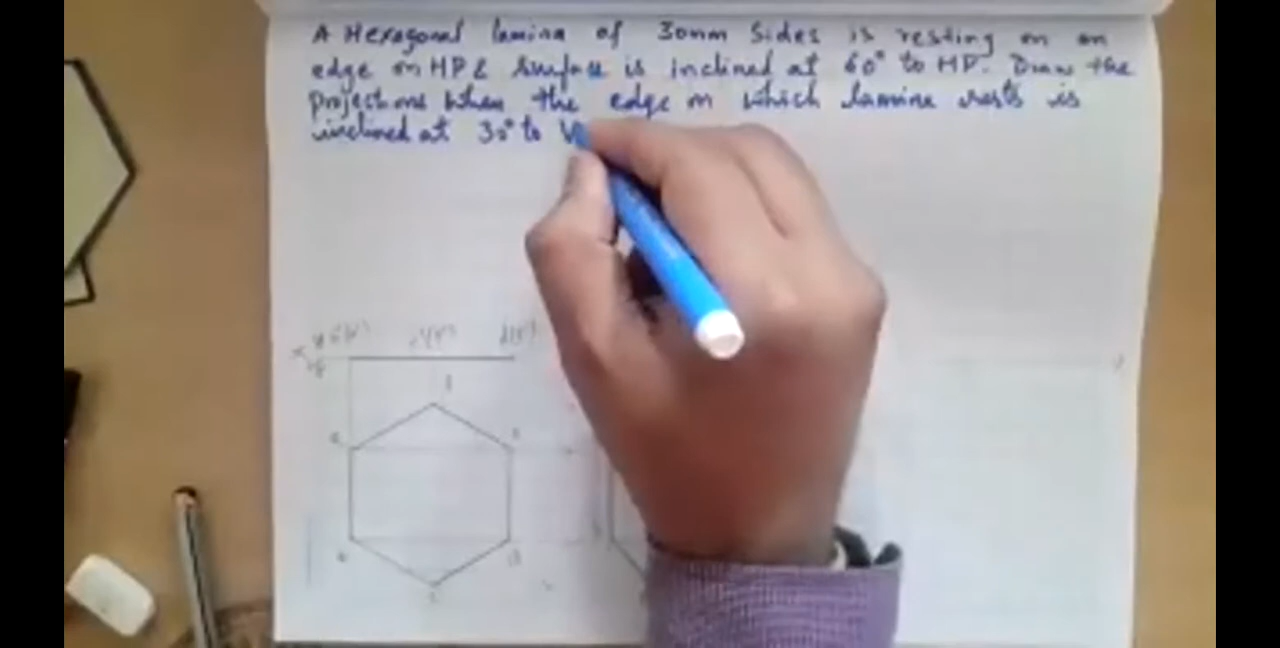 A Hexagonal lamina of 30mm Sides is resting on an
edge on HP & Surface is inclined at 60° to HP. Draw the
projections when the edge on which lamina rests is
inclined at 30° to V